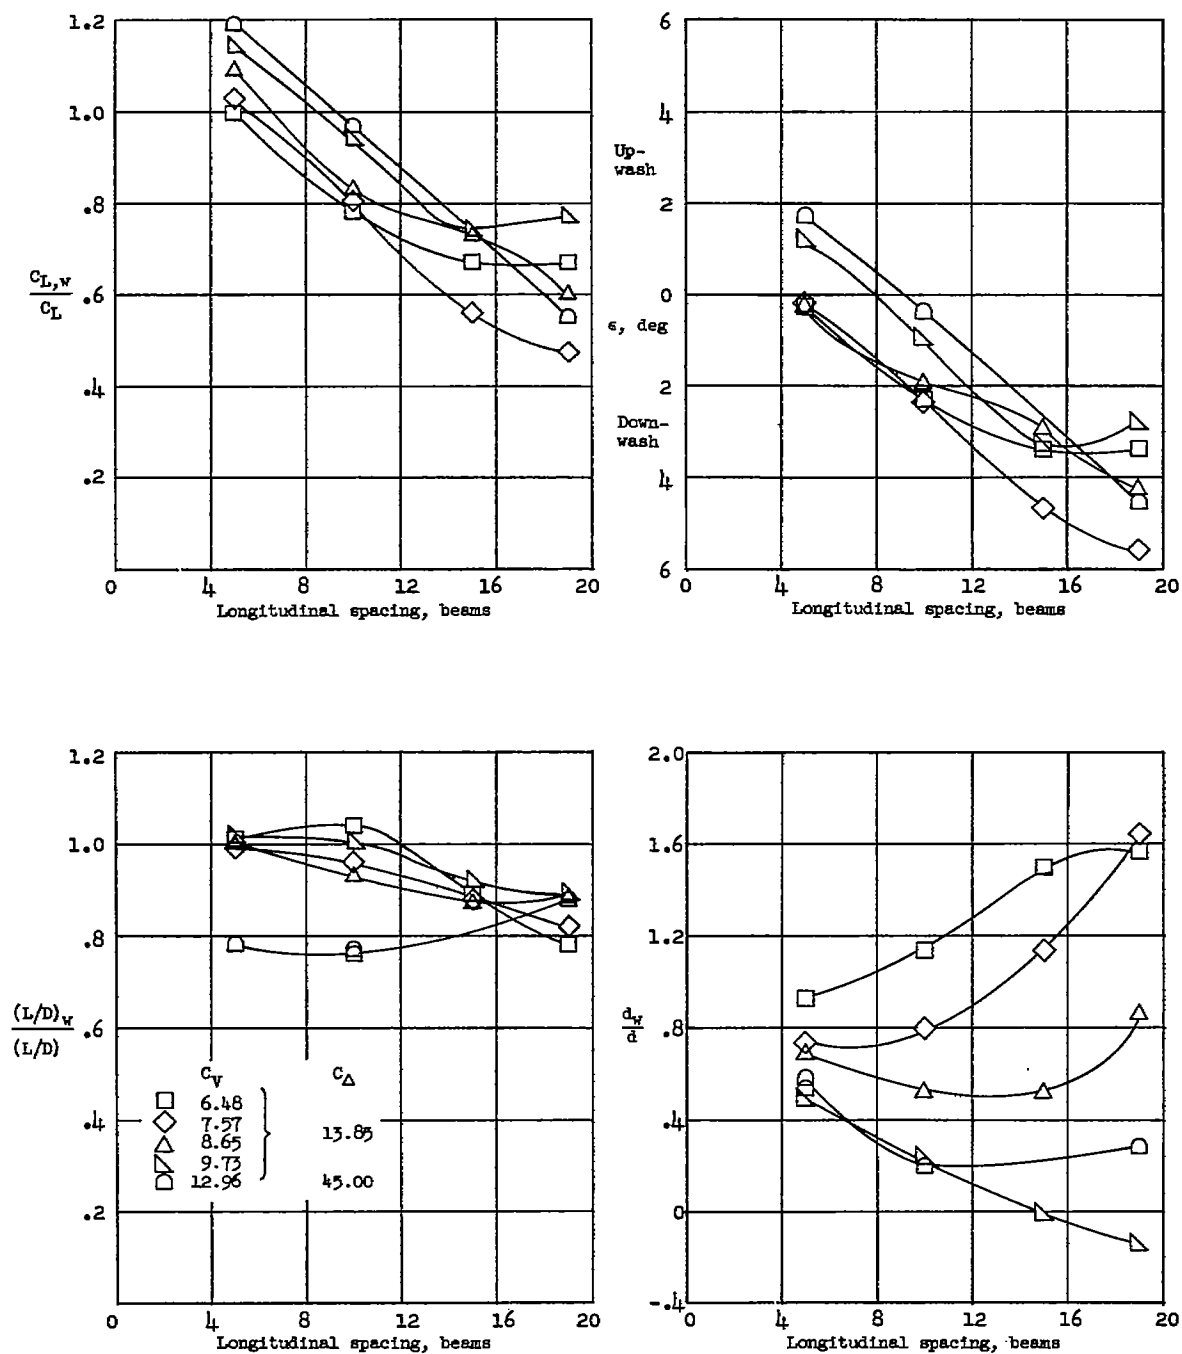 1.2
1.0
.8
.6
.4
.2
C_L,w
C_L
0 4 8 12 16 20
Longitudinal spacing, beams
6
4
Up-
wash
2
0
ϵ, deg
2
Down-
wash
4
6
0 4 8 12 16 20
Longitudinal spacing, beams
1.2
1.0
.8
(L/D)_w
(L/D)
.6
.4
.2
C_V C_Δ
6.48
7.57
8.65
9.73
13.85
12.96 45.00
0 4 8 12 16 20
Longitudinal spacing, beams
2.0
1.6
1.2
d_w
d
.8
.4
0
-.4
0 4 8 12 16 20
Longitudinal spacing, beams